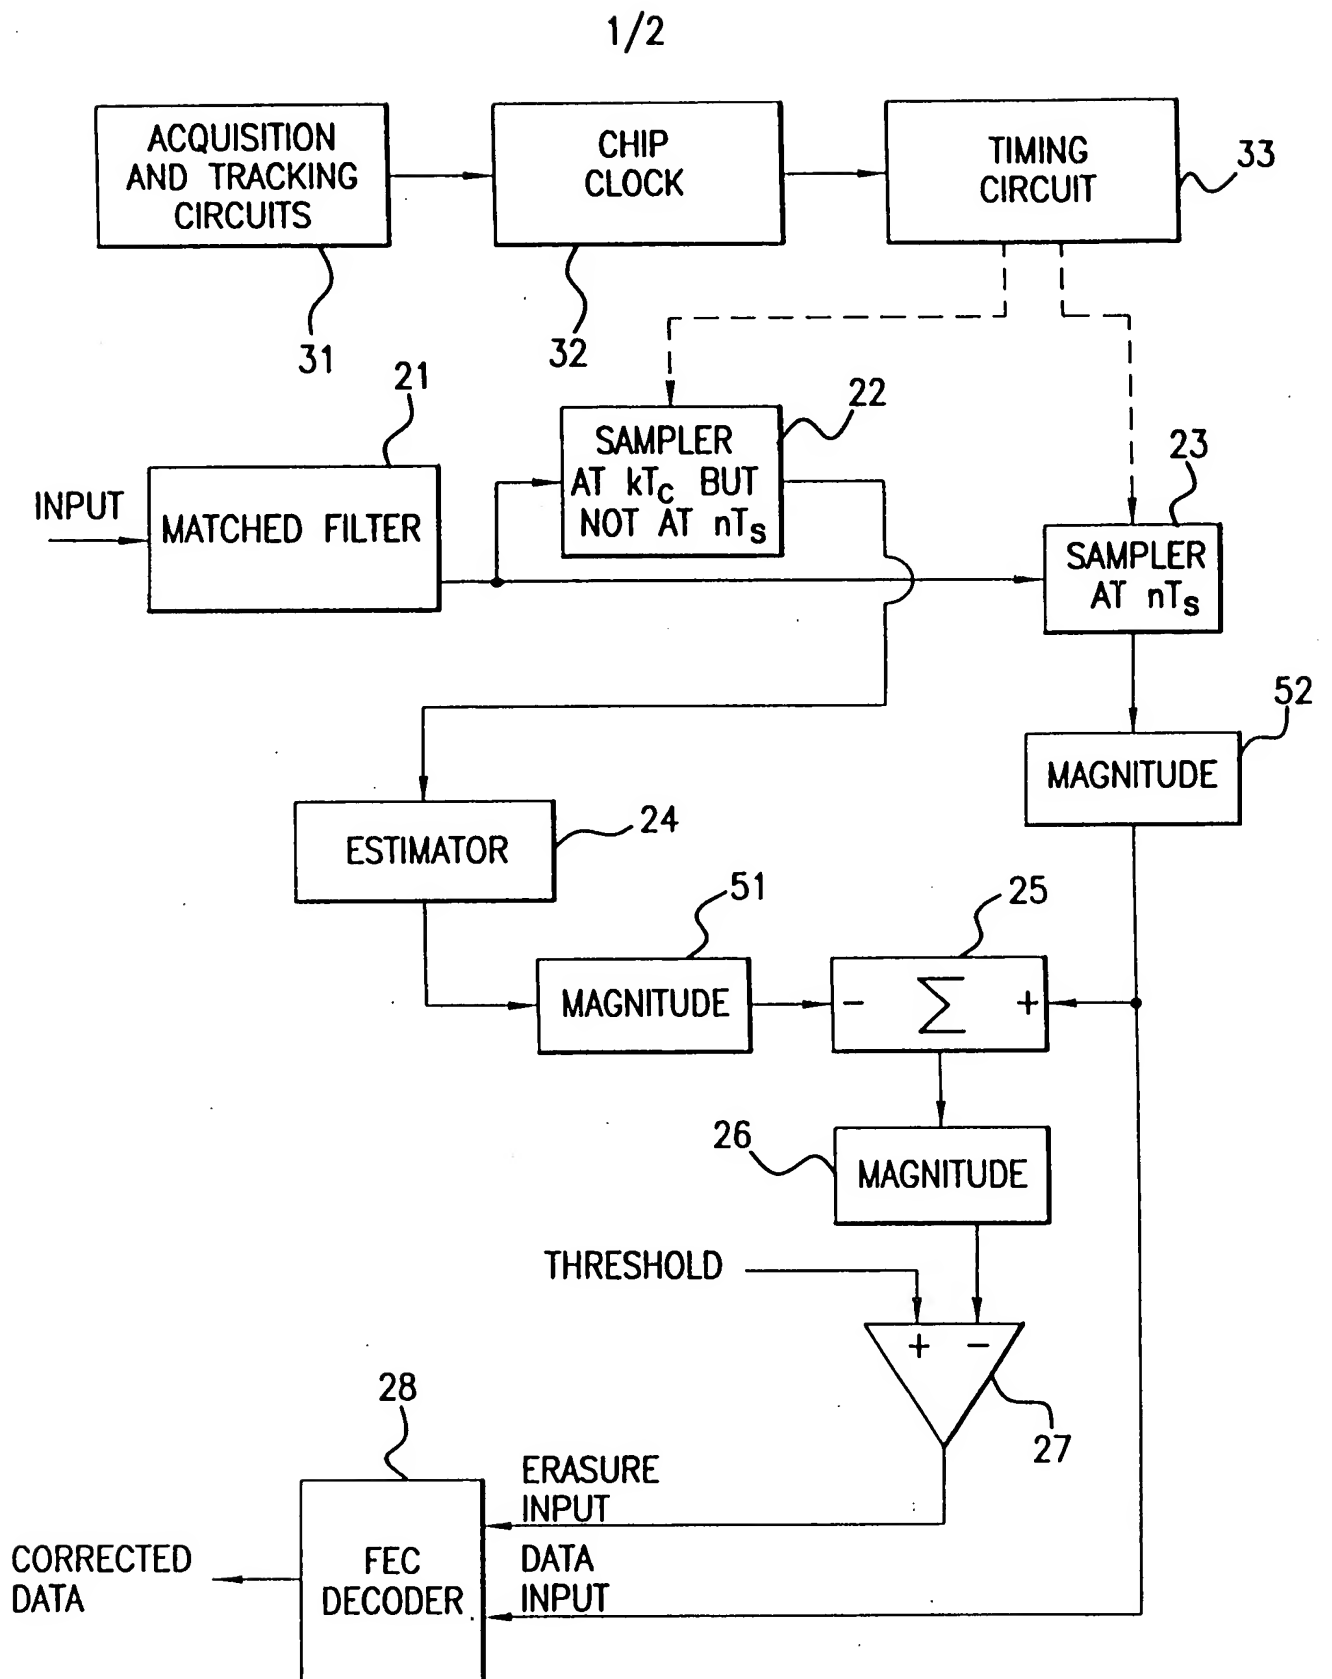 1/2
ACQUISITION
AND TRACKING
CIRCUITS
CHIP
CLOCK
TIMING
CIRCUIT
33
31
32
21
22
23
INPUT
MATCHED FILTER
SAMPLER
AT kTc BUT
NOT AT nTs
SAMPLER
AT nTs
52
MAGNITUDE
ESTIMATOR
24
51
25
MAGNITUDE
- Σ +
26
MAGNITUDE
THRESHOLD
+ -
27
28
ERASURE
INPUT
CORRECTED
DATA
FEC
DECODER
DATA
INPUT